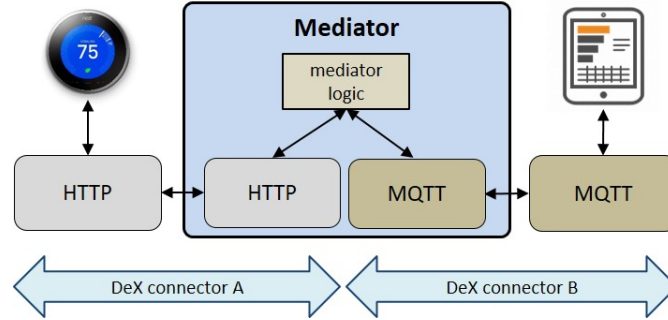 Mediator
75
mediator
logic
HTTP
HTTP
MQTT
MQTT
DeX connector A
DeX connector B